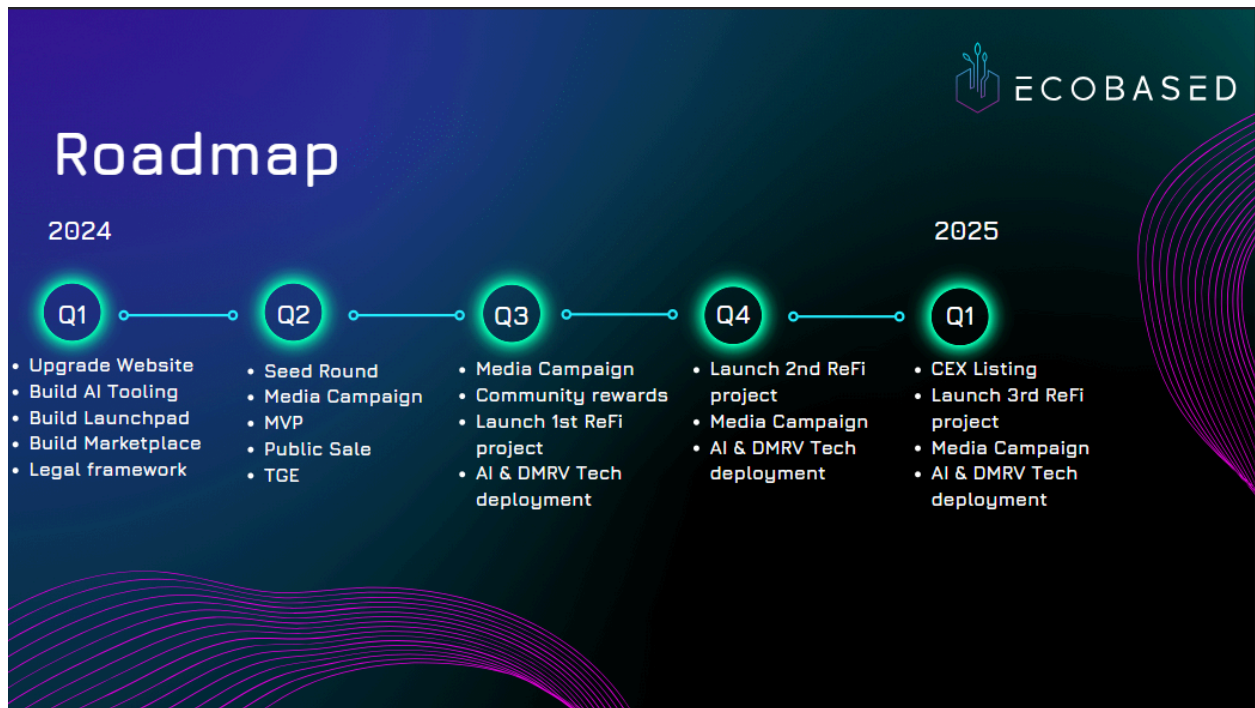 ECOBASED
Roadmap
2024
2025
Q1
Q2
Q3
Q4
Q1
• Upgrade Website
• Build AI Tooling
• Build Launchpad
• Build Marketplace
• Legal framework
• Seed Round
• Media Campaign
• MVP
• Public Sale
• TGE
• Media Campaign
• Community rewards
• Launch 1st ReFi
project
• AI & DMRV Tech
deployment
• Launch 2nd ReFi
project
• Media Campaign
• AI & DMRV Tech
deployment
• CEX Listing
• Launch 3rd ReFi
project
• Media Campaign
• AI & DMRV Tech
deployment